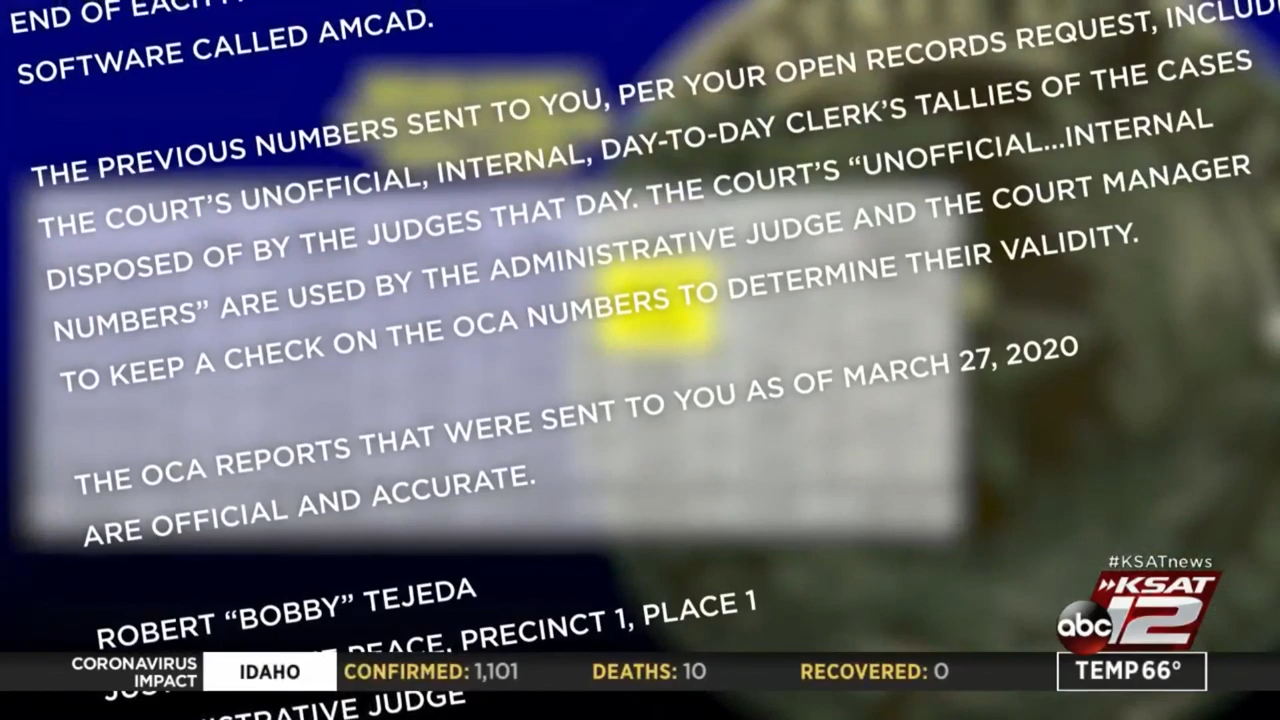 END OF EACH
SOFTWARE CALLED AMCAD.
THE PREVIOUS NUMBERS SENT TO YOU, PER YOUR OPEN RECORDS REQUEST, INCLUD
THE COURT'S UNOFFICIAL, INTERNAL, DAY-TO-DAY CLERK'S TALLIES OF THE CASES
DISPOSED OF BY THE JUDGES THAT DAY. THE COURT'S “UNOFFICIAL...INTERNAL
NUMBERS” ARE USED BY THE ADMINISTRATIVE JUDGE AND THE COURT MANAGER
TO KEEP A CHECK ON THE OCA NUMBERS TO DETERMINE THEIR VALIDITY.
THE OCA REPORTS THAT WERE SENT TO YOU AS OF MARCH 27, 2020
ARE OFFICIAL AND ACCURATE.
ROBERT “BOBBY” TEJEDA
PEACE, PRECINCT 1, PLACE 1
TRATIVE JUDGE
#KSATnews
»KSAT
abc 12
CORONAVIRUS
IMPACT
IDAHO CONFIRMED: 1,101 DEATHS: 10 RECOVERED: 0 TEMP 66°